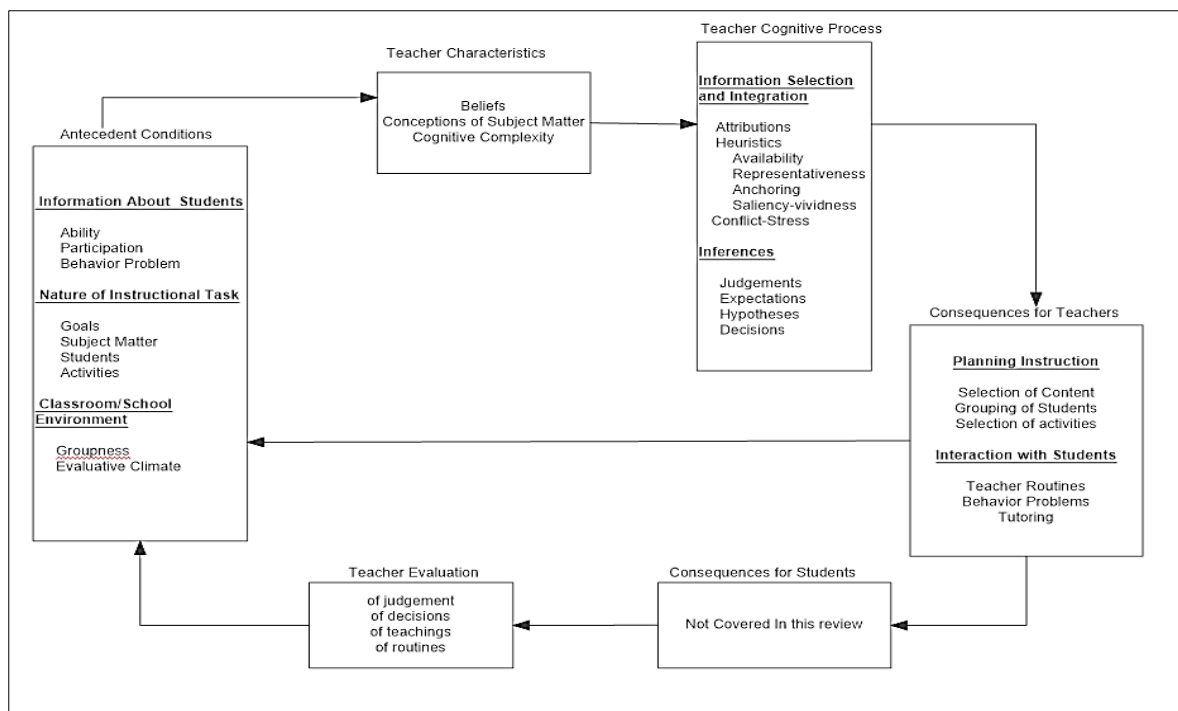 Teacher Cognitive Process
Information Selection
and Integration
Attributions
Heuristics
Availability
Representativeness
Anchoring
Saliency-vividness
Conflict-Stress
Inferences
Judgements
Expectations
Hypotheses
Decisions
Teacher Characteristics
Beliefs
Conceptions of Subject Matter
Cognitive Complexity
Antecedent Conditions
Information About Students
Ability
Participation
Behavior Problem
Nature of Instructional Task
Goals
Subject Matter
Students
Activities
Classroom/School
Environment
Groupness
Evaluative Climate
Consequences for Teachers
Planning Instruction
Selection of Content
Grouping of Students
Selection of activities
Interaction with Students
Teacher Routines
Behavior Problems
Tutoring
Teacher Evaluation
of judgement
of decisions
of teachings
of routines
Consequences for Students
Not Covered In this review